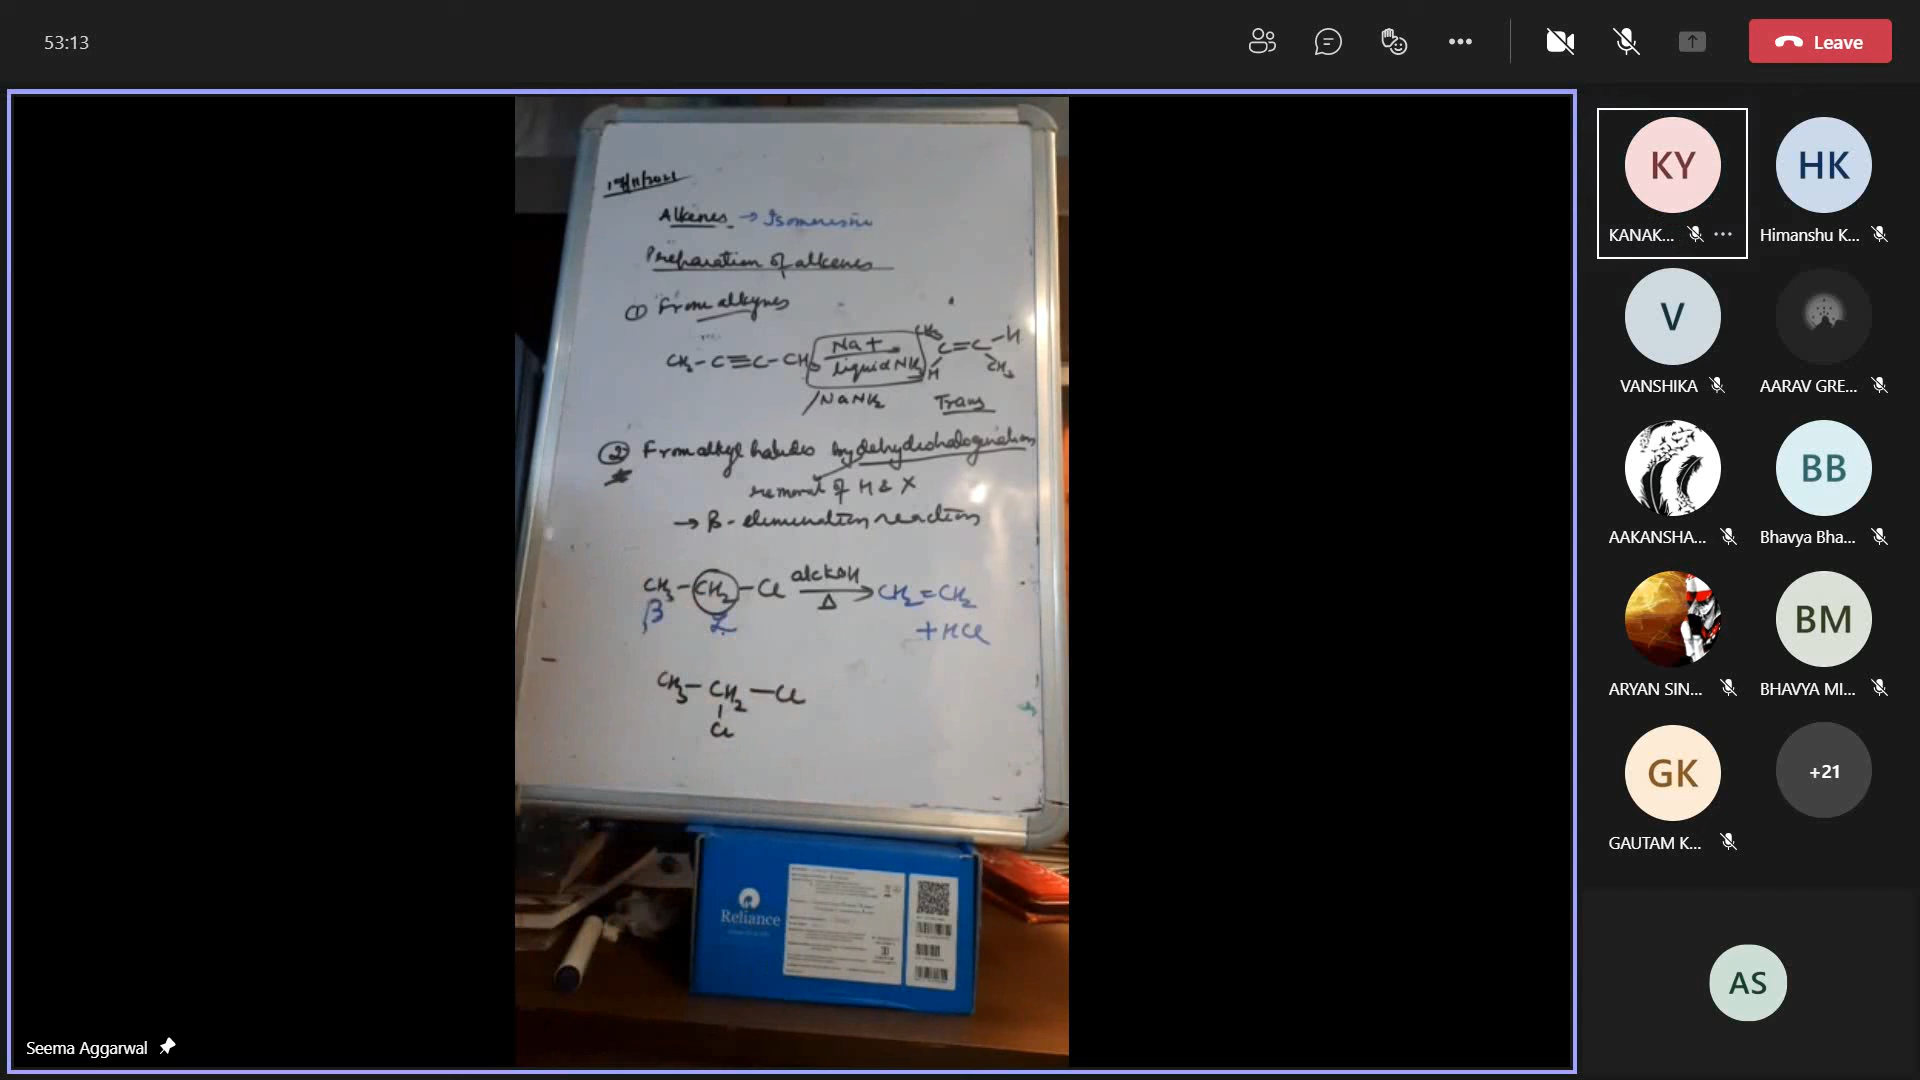 53:13
Leave
Alkenes → Isomerism
Preparation of alkenes
① From alkynes
CH3 - C≡C - CH3
Na +
liquid NH3
/NaNH2
CH3
H
C=C
H
CH3
Trans
② From alkyl halides by dehydrohalogenation
removal of H & X
→ β - elimination reaction
CH3 - CH2 - Cl alc KOH Δ → CH2 = CH2
β α + HCl
CH3 - CH2 - Cl
Cl
Reliance
Seema Aggarwal
KY
KANAK...
HK
Himanshu K...
V
VANSHIKA
AARAV GRE...
AAKANSHA...
BB
Bhavya Bha...
ARYAN SIN...
BM
BHAVYA MI...
GK
GAUTAM K...
+21
AS